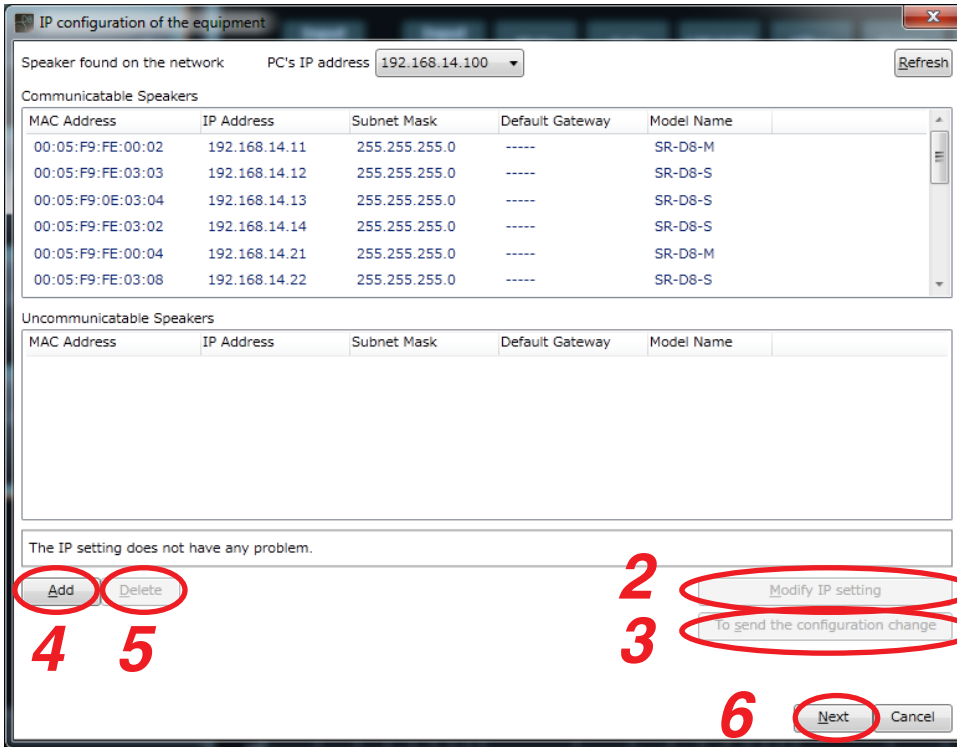 IP configuration of the equipment
Speaker found on the network PC's IP address 192.168.14.100 Refresh
Communicatable Speakers
MAC Address IP Address Subnet Mask Default Gateway Model Name
00:05:F9:FE:00:02 192.168.14.11 255.255.255.0 ----- SR-D8-M
00:05:F9:FE:03:03 192.168.14.12 255.255.255.0 ----- SR-D8-S
00:05:F9:0E:03:04 192.168.14.13 255.255.255.0 ----- SR-D8-S
00:05:F9:FE:03:02 192.168.14.14 255.255.255.0 ----- SR-D8-S
00:05:F9:FE:00:04 192.168.14.21 255.255.255.0 ----- SR-D8-M
00:05:F9:FE:03:08 192.168.14.22 255.255.255.0 ----- SR-D8-S
Uncommunicatable Speakers
MAC Address IP Address Subnet Mask Default Gateway Model Name
The IP setting does not have any problem.
Add Delete 2 Modify IP setting
4 5 3 To send the configuration change
6 Next Cancel